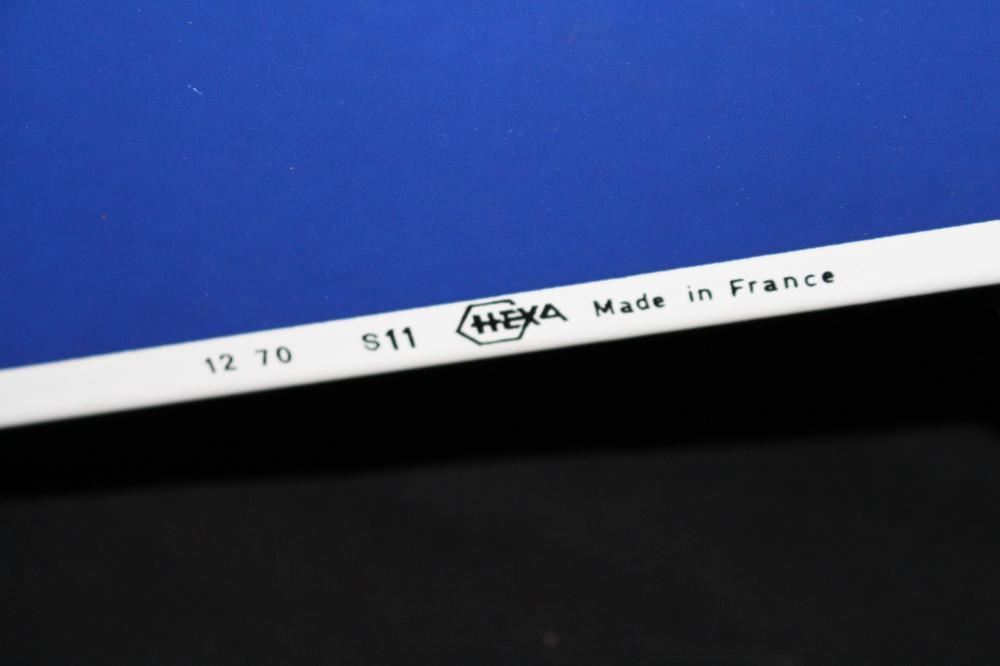 12 70 S11 HEXA Made in France